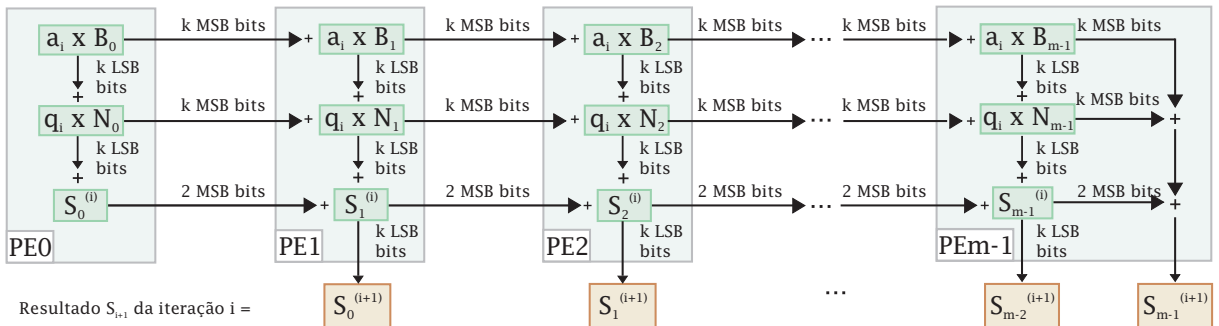 k MSB bits k MSB bits k MSB bits k MSB bits
a_i x B_0 + a_i x B_1 + a_i x B_2 ... + a_i x B_m-1
k LSB bits k LSB bits k LSB bits k LSB bits
+ + + +
k MSB bits k MSB bits k MSB bits k MSB bits k MSB bits
q_i x N_0 + q_i x N_1 + q_i x N_2 ... + q_i x N_m-1 +
k LSB bits k LSB bits k LSB bits k LSB bits
+ + + +
2 MSB bits 2 MSB bits 2 MSB bits 2 MSB bits 2 MSB bits
S_0^(i) + S_1^(i) + S_2^(i) ... + S_m-1^(i) +
k LSB bits k LSB bits k LSB bits
PE0 PE1 PE2 PEm-1
...
Resultado S_i+1 da iteração i = S_0^(i+1) S_1^(i+1) S_m-2^(i+1) S_m-1^(i+1)